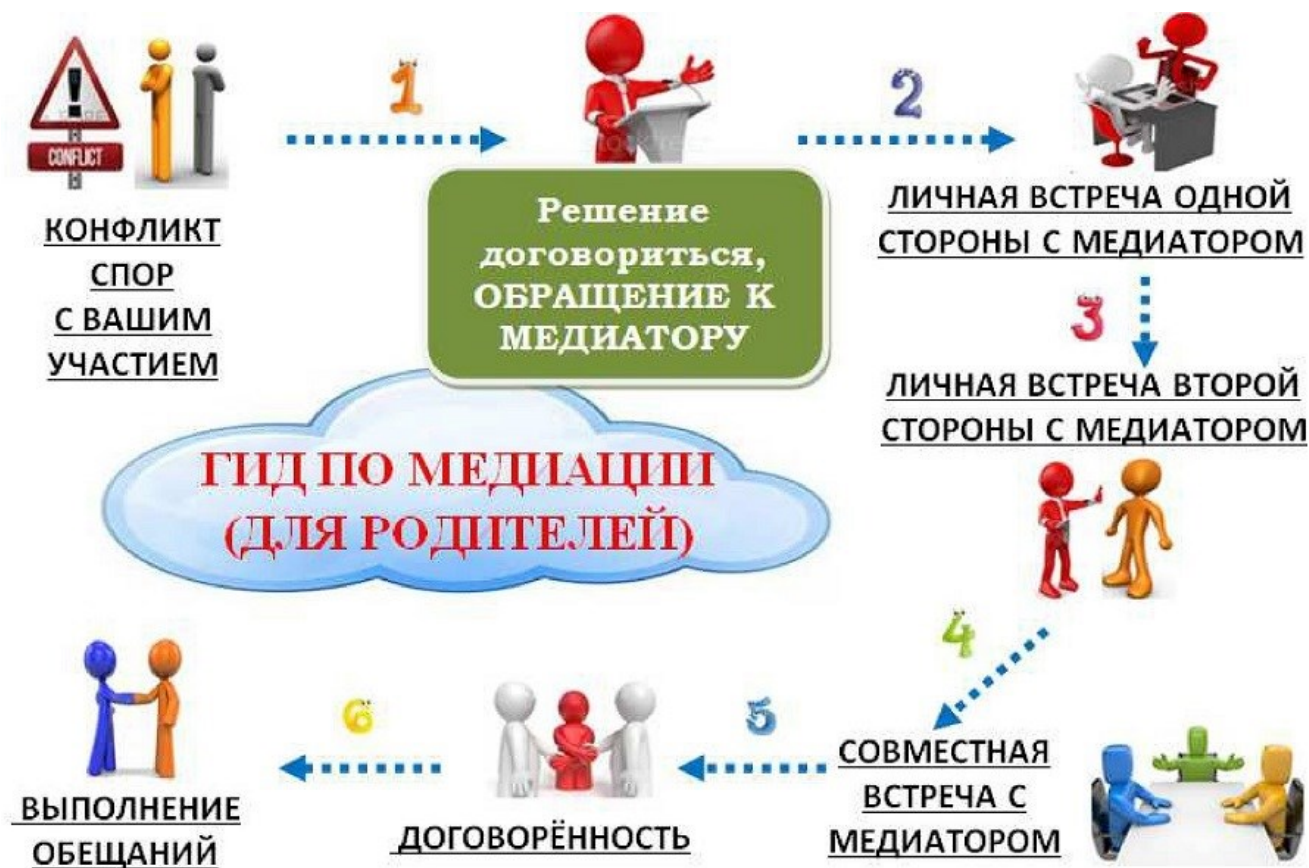 1
2
CONFLICT
КОНФЛИКТ
СПОР
С ВАШИМ
УЧАСТИЕМ
Решение
договориться,
ОБРАЩЕНИЕ К
МЕДИАТОРУ
ЛИЧНАЯ ВСТРЕЧА ОДНОЙ
СТОРОНЫ С МЕДИАТОРОМ
3
ЛИЧНАЯ ВСТРЕЧА ВТОРОЙ
СТОРОНЫ С МЕДИАТОРОМ
ГИД ПО МЕДИАЦИИ
(ДЛЯ РОДИТЕЛЕЙ)
4
СОВМЕСТНАЯ
ВСТРЕЧА С
МЕДИАТОРОМ
5
ДОГОВОРЁННОСТЬ
6
ВЫПОЛНЕНИЕ
ОБЕЩАНИЙ